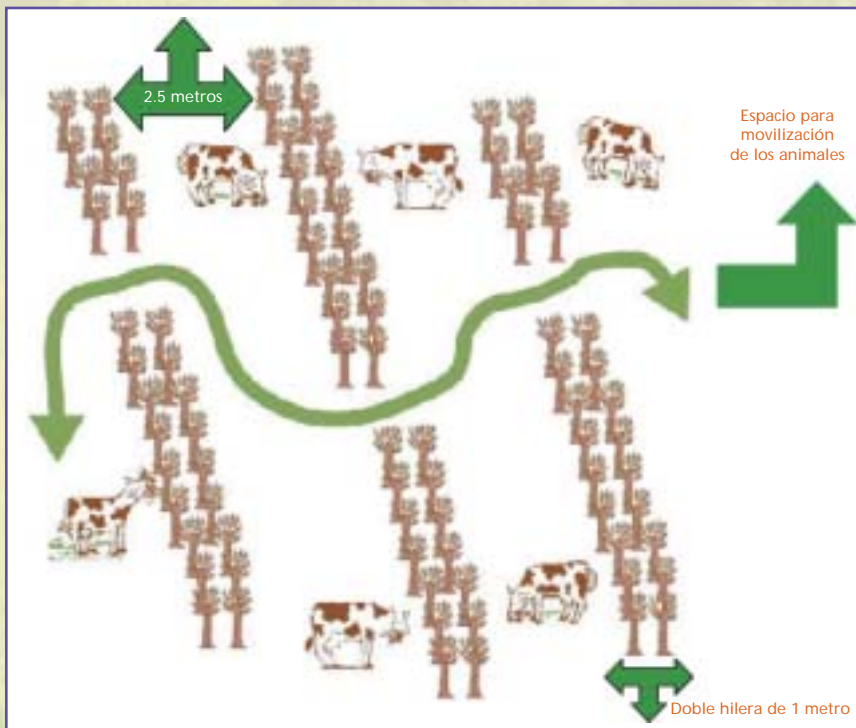 2.5 metros
Espacio para
movilización
de los animales
Doble hilera de 1 metro